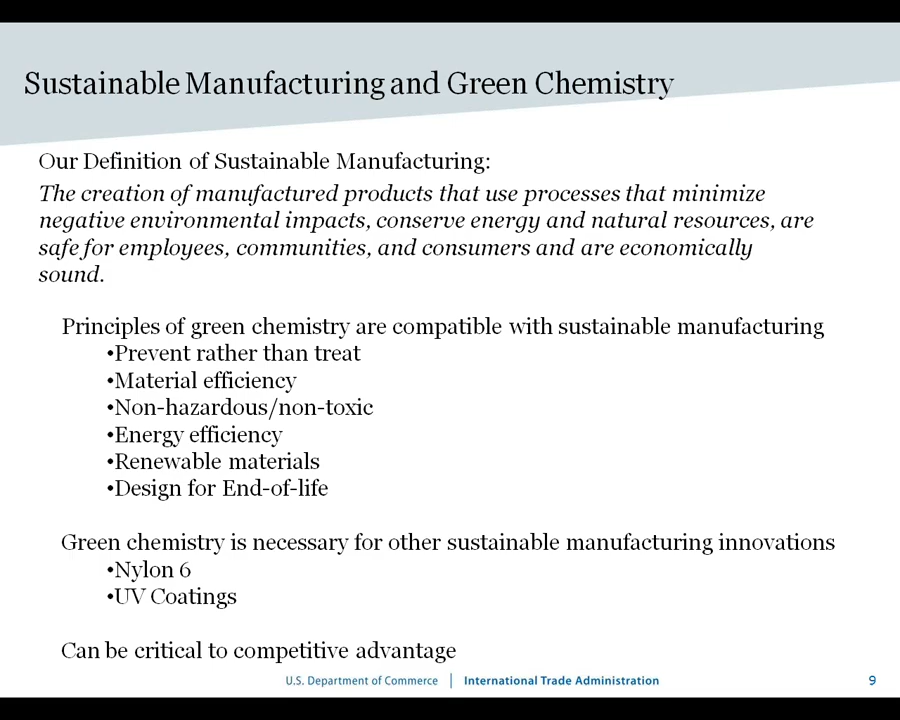 Sustainable Manufacturing and Green Chemistry
Our Definition of Sustainable Manufacturing:
The creation of manufactured products that use processes that minimize
negative environmental impacts, conserve energy and natural resources, are
safe for employees, communities, and consumers and are economically
sound.
Principles of green chemistry are compatible with sustainable manufacturing
•Prevent rather than treat
•Material efficiency
•Non-hazardous/non-toxic
•Energy efficiency
•Renewable materials
•Design for End-of-life
Green chemistry is necessary for other sustainable manufacturing innovations
•Nylon 6
•UV Coatings
Can be critical to competitive advantage
U.S. Department of Commerce | International Trade Administration 9